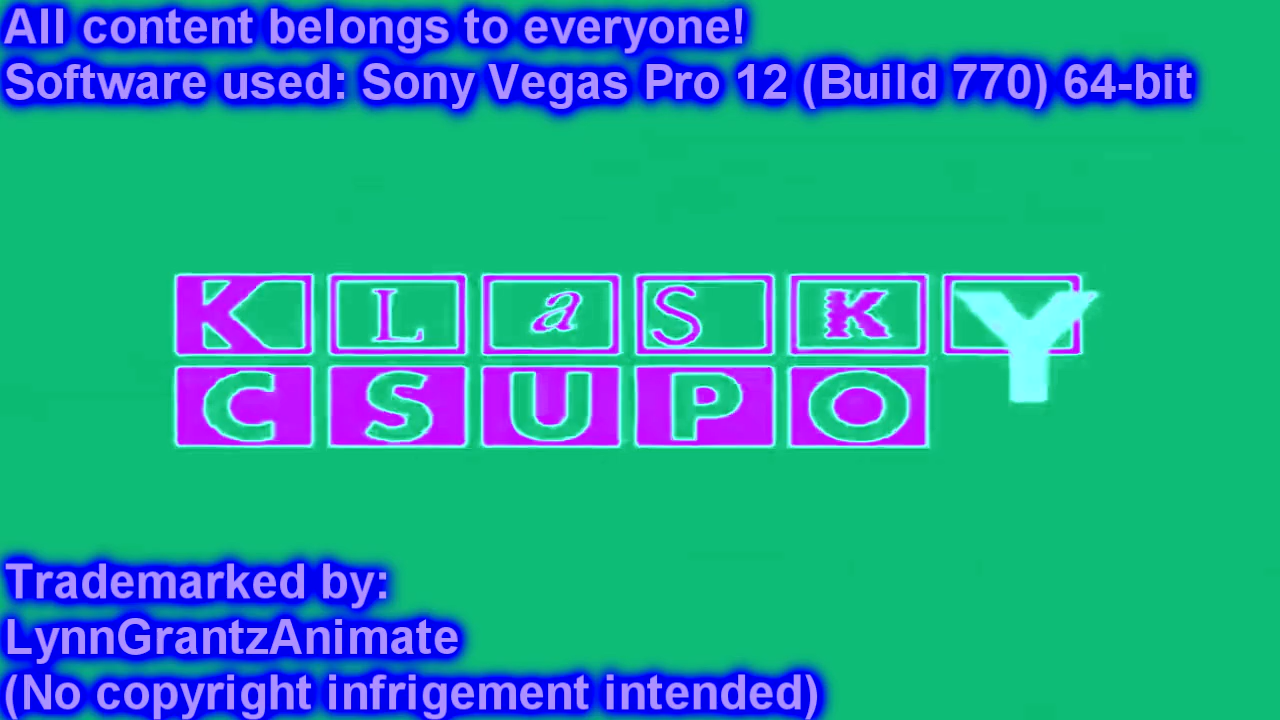 All content belongs to everyone!
Software used: Sony Vegas Pro 12 (Build 770) 64-bit
KLaSKY
CSUPO
Trademarked by:
LynnGrantzAnimate
(No copyright infrigement intended)